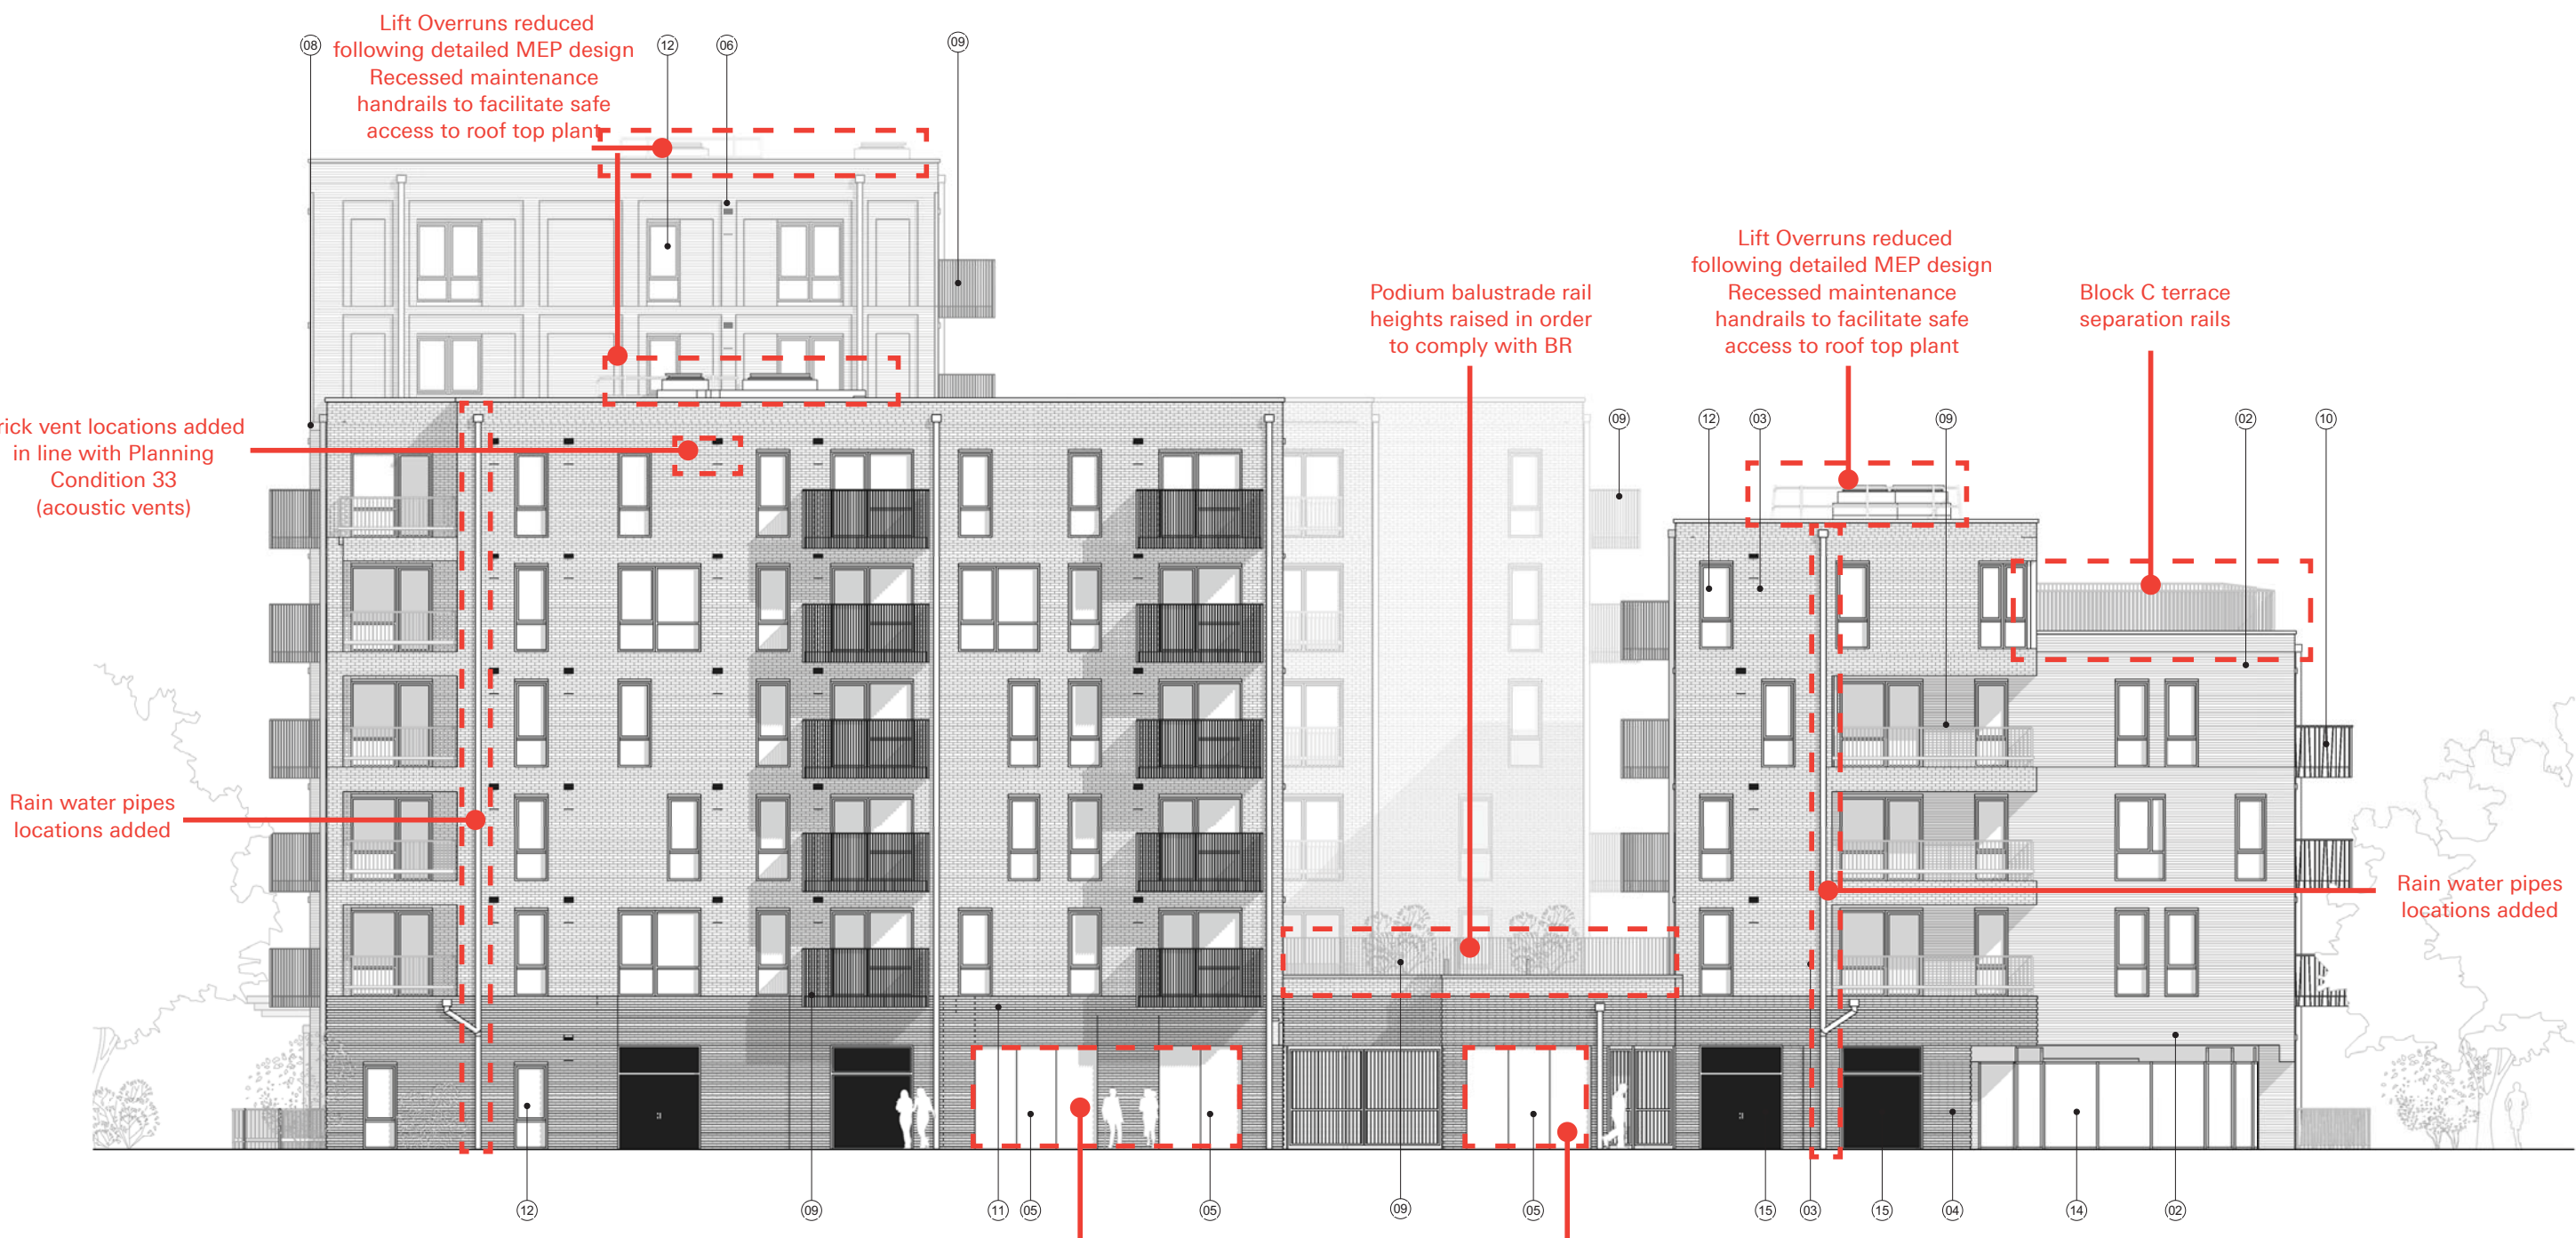 Lift Overruns reduced
following detailed MEP design
Recessed maintenance
handrails to facilitate safe
access to roof top plant
08
12
06
09
Lift Overruns reduced
following detailed MEP design
Recessed maintenance
handrails to facilitate safe
access to roof top plant
Podium balustrade rail
heights raised in order
to comply with BR
Block C terrace
separation rails
09
12
03
09
02
10
rick vent locations added
in line with Planning
Condition 33
(acoustic vents)
Rain water pipes
locations added
Rain water pipes
locations added
12
09
11
05
05
09
05
15
03
15
04
14
02